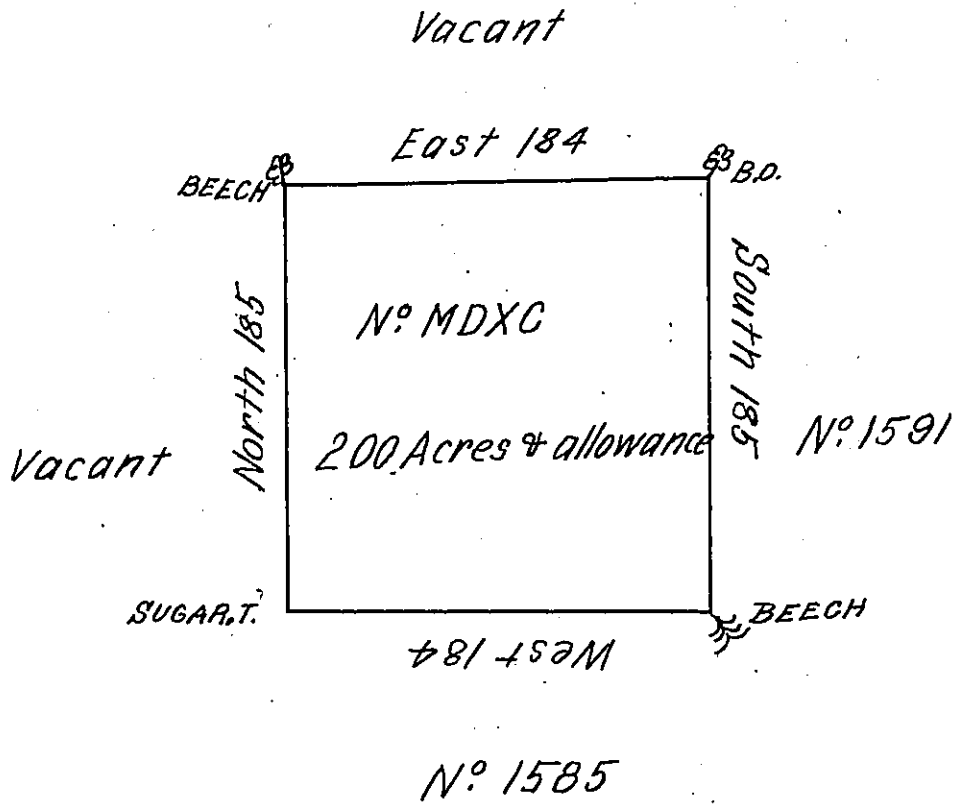 Vacant
East 184
BEECH
B.O.
North 185
South 185
Nº MDXC
200 Acres & allowance
Nº 1591
Vacant
SUGAR.T.
BEECH
West 184
Nº 1585